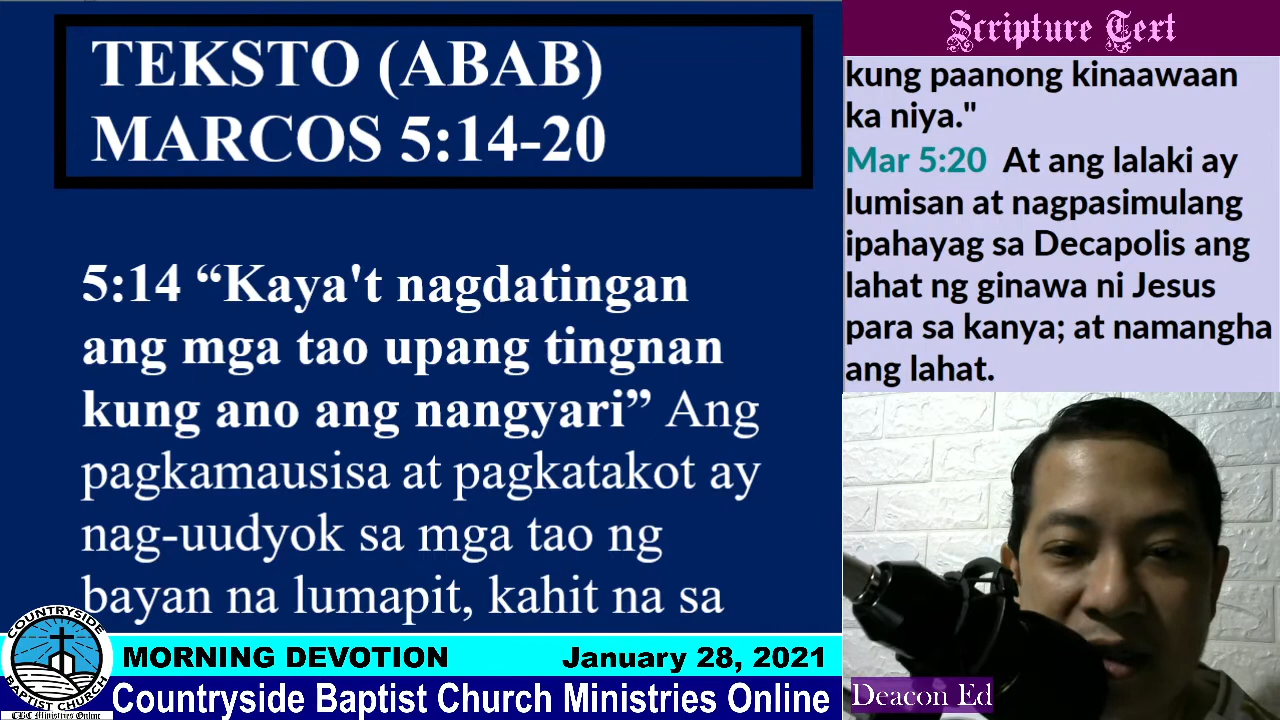 TEKSTO (ABAB)
MARCOS 5:14-20
5:14 “Kaya't nagdatingan
ang mga tao upang tingnan
kung ano ang nangyari” Ang
pagkamausisa at pagkatakot ay
nag-uudyok sa mga tao ng
bayan na lumapit, kahit na sa
Scripture Text
kung paanong kinaawaan
ka niya."
Mar 5:20 At ang lalaki ay
lumisan at nagpasimulang
ipahayag sa Decapolis ang
lahat ng ginawa ni Jesus
para sa kanya; at namangha
ang lahat.
Deacon Ed
COUNTRYSIDE
BAPTIST CHURCH
CBC Ministries Online
MORNING DEVOTION January 28, 2021
Countryside Baptist Church Ministries Online